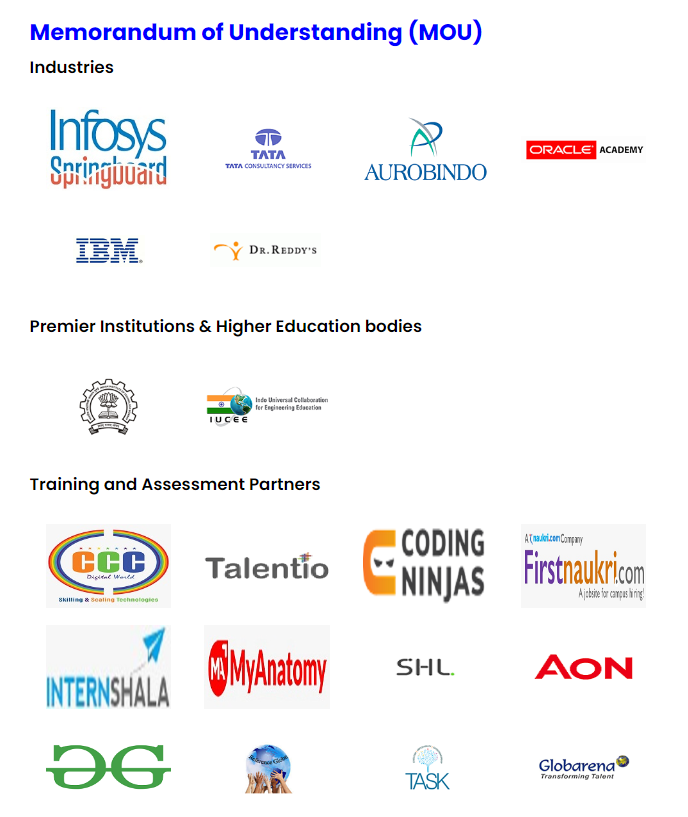 Memorandum of Understanding (MOU)
Industries
Infosys
Springboard
TATA
TATA CONSULTANCY SERVICES
AUROBINDO
ORACLE® ACADEMY
IBM®
DR.REDDY'S
Premier Institutions & Higher Education bodies
Indo Universal Collaboration
for Engineering Education
IUCEE
Training and Assessment Partners
CCC
Digital World
Skilling & Scaling Technologies
Talentio
CODING
NINJAS
A naukri.com Company
Firstnaukri.com
A jobsite for campus hiring!
INTERNSHALA
MA1
MyAnatomy
SHL.
AON
GG
TASK
Globarena
Transforming Talent